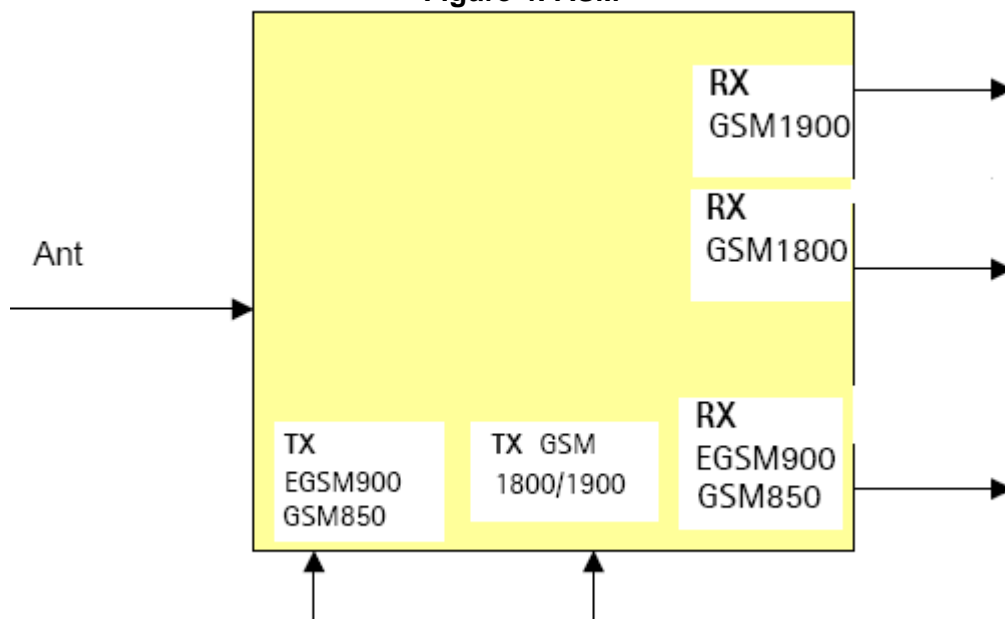 RX
GSM1900
RX
GSM1800
Ant
TX
EGSM900
GSM850
TX GSM
1800/1900
RX
EGSM900
GSM850